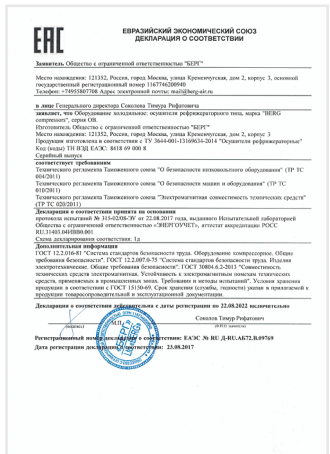 ЕАС
ЕВРАЗИЙСКИЙ ЭКОНОМИЧЕСКИЙ СОЮЗ
ДЕКЛАРАЦИЯ О СООТВЕТСТВИИ
Заявитель Общество с ограниченной ответственностью "БЕРГ"
Место нахождения: 121352, Россия, город Москва, улица Кременчугская, дом 2, корпус 3, основной
государственный регистрационный номер 1167746200940
Телефон: +74955807708 Адрес электронной почты: mail@berg-air.ru
в лице Генерального директора Соколова Тимура Рифатовича
заявляет, что Оборудование холодильное: осушители рефрижераторного типа, марка "BERG
compressors", серия ОВ.
Изготовитель Общество с ограниченной ответственностью "БЕРГ"
Место нахождения: 121352, Россия, город Москва, улица Кременчугская, дом 2, корпус 3
Продукция изготовлена в соответствии с ТУ 3644-001-13169634-2014 "Осушители рефрижераторные"
Код (коды) ТН ВЭД ЕАЭС: 8418 69 000 8
Серийный выпуск
соответствует требованиям
Технического регламента Таможенного союза "О безопасности низковольтного оборудования" (ТР ТС
004/2011)
Технического регламента Таможенного союза "О безопасности машин и оборудования" (ТР ТС
010/2011)
Технического регламента Таможенного союза "Электромагнитная совместимость технических средств"
(ТР ТС 020/2011)
Декларация о соответствии принята на основании
протокола испытаний № 315-02/08-ЭУ от 22.08.2017 года, выданного Испытательной лабораторией
Общества с ограниченной ответственностью «ЭНЕРГОУЧЕТ», аттестат аккредитации РОСС
Схема декларирования соответствия: 1д
Дополнительная информация
ГОСТ 12.2.016-81 "Система стандартов безопасности труда. Оборудование компрессорное. Общие
требования безопасности". ГОСТ 12.2.007.0-75 "Система стандартов безопасности труда. Изделия
электротехнические. Общие требования безопасности". ГОСТ 30804.6.2-2013 "Совместимость
технических средств электромагнитная. Устойчивость к электромагнитным помехам технических
средств, применяемых в промышленных зонах. Требования и методы испытаний". Условия хранения
продукции в соответствии с ГОСТ 15150-69. Срок хранения (службы, годности) указан в прилагаемой к
продукции товаросопроводительной и эксплуатационной документации.
Декларация о соответствии действительна с даты регистрации по 22.08.2022 включительно
Соколов Тимур Рифатович
(подпись)
М.П.
(Ф.И.О. заявителя)
БЕРГ
Регистрационный номер декларации о соответствии: ЕАЭС № RU Д-RU.АБ72.В.09769
Дата регистрации декларации о соответствии: 23.08.2017